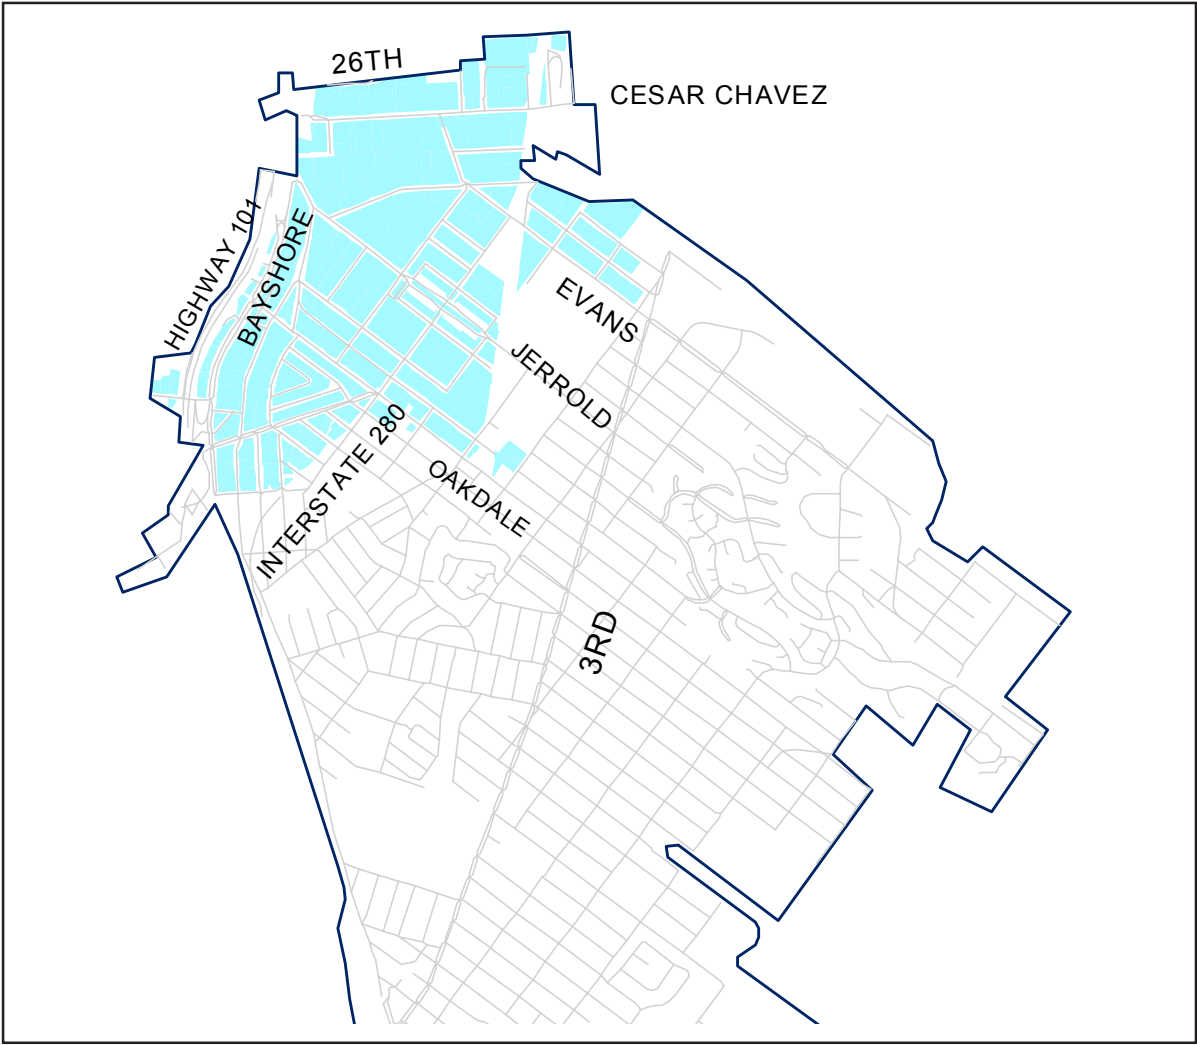 26TH
CESAR CHAVEZ
HIGHWAY 101
BAYSHORE
EVANS
JERROLD
INTERSTATE 280
OAKDALE
3RD